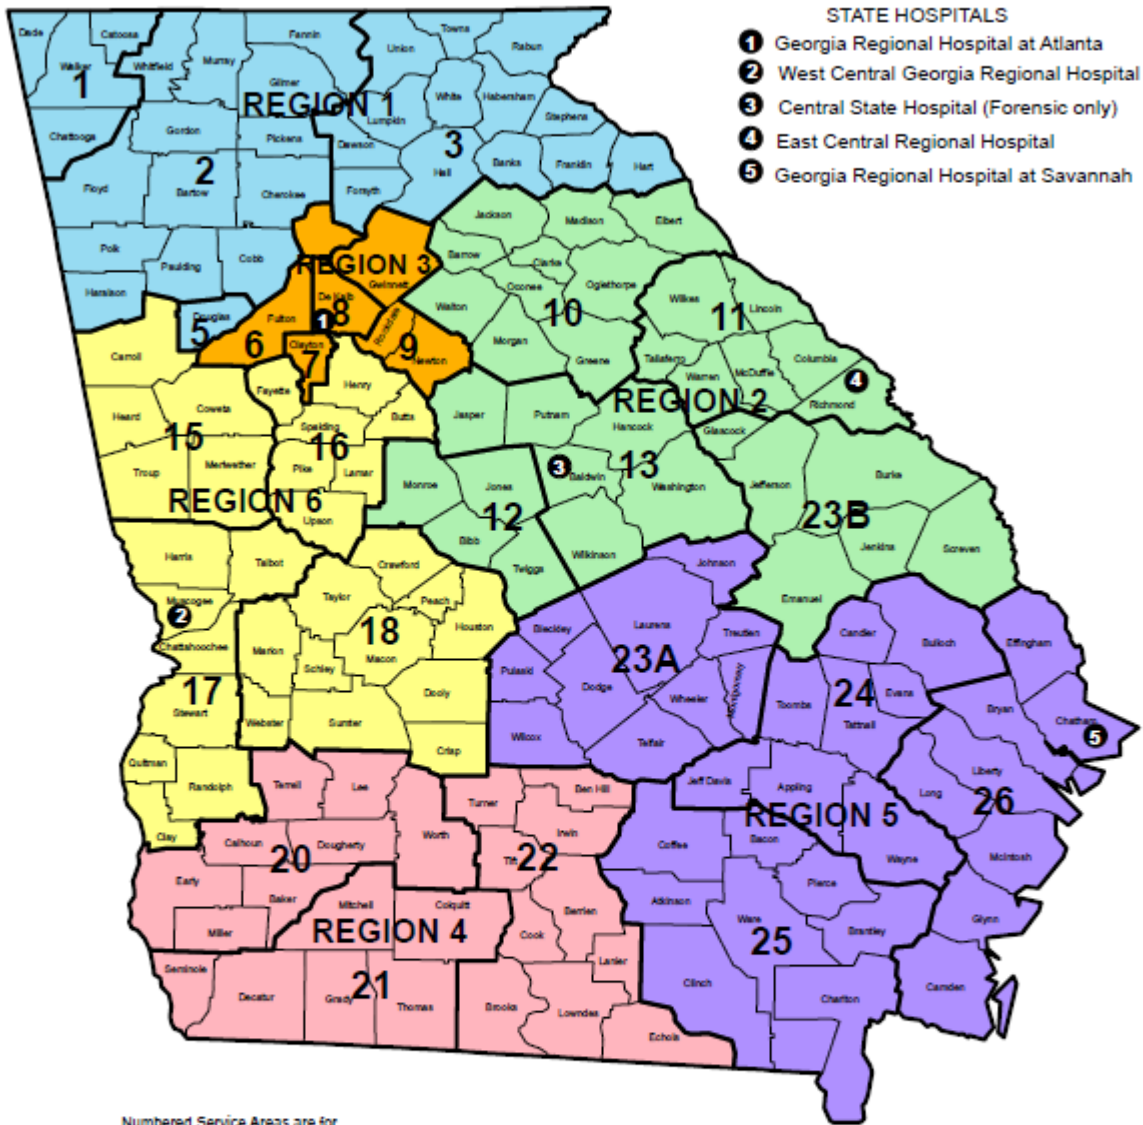 STATE HOSPITALS
1 Georgia Regional Hospital at Atlanta
2 West Central Georgia Regional Hospital
3 Central State Hospital (Forensic only)
4 East Central Regional Hospital
5 Georgia Regional Hospital at Savannah
Dade
Catoosa
Walker
Whitfield
Murray
Fannin
Gilmer
Union
Towns
Rabun
1
REGION 1
White
Habersham
Lumpkin
Stephens
Chattooga
Gordon
Pickens
Dawson
3
Hall
Banks
Franklin
Hart
Floyd
2
Bartow
Cherokee
Forsyth
Jackson
Madison
Elbert
Polk
Paulding
Cobb
REGION 3
Gwinnett
Barrow
Clarke
Oconee
Oglethorpe
Haralson
Douglas
5
De Kalb
8
1
Fulton
6
Clayton
7
Rockdale
9
Newton
Walton
10
Morgan
Greene
Wilkes
Lincoln
11
Taliaferro
Warren
McDuffie
Columbia
4
Richmond
Carroll
Fayette
Henry
Heard
Coweta
15
Spalding
Butts
16
Jasper
Putnam
REGION 2
Hancock
Glascock
Troup
Meriwether
Pike
Lamar
REGION 6
Upson
Monroe
Jones
3
Baldwin
13
Washington
Jefferson
Burke
23B
12
Bibb
Twiggs
Wilkinson
Johnson
Jenkins
Screven
Emanuel
Harris
Talbot
Crawford
Muscogee
2
Taylor
Peach
Houston
Chattahoochee
Marion
18
Schley
Macon
Bleckley
Laurens
Treutlen
Candler
Bulloch
Effingham
Pulaski
23A
Dodge
Wheeler
Montgomery
Toombs
24
Evans
Tattnall
Bryan
Chatham
5
17
Stewart
Webster
Sumter
Dooly
Crisp
Wilcox
Telfair
Quitman
Randolph
Clay
Terrell
Lee
Turner
Ben Hill
Jeff Davis
Appling
Liberty
Long
26
REGION 5
Calhoun
20
Dougherty
Worth
Irwin
Tift
22
Coffee
Bacon
Wayne
McIntosh
Early
Baker
Mitchell
Colquitt
Berrien
Atkinson
Pierce
Miller
REGION 4
Cook
Ware
25
Brantley
Glynn
Seminole
Decatur
Grady
21
Thomas
Brooks
Lanier
Lowndes
Echols
Clinch
Charlton
Camden
Numbered Service Areas are for